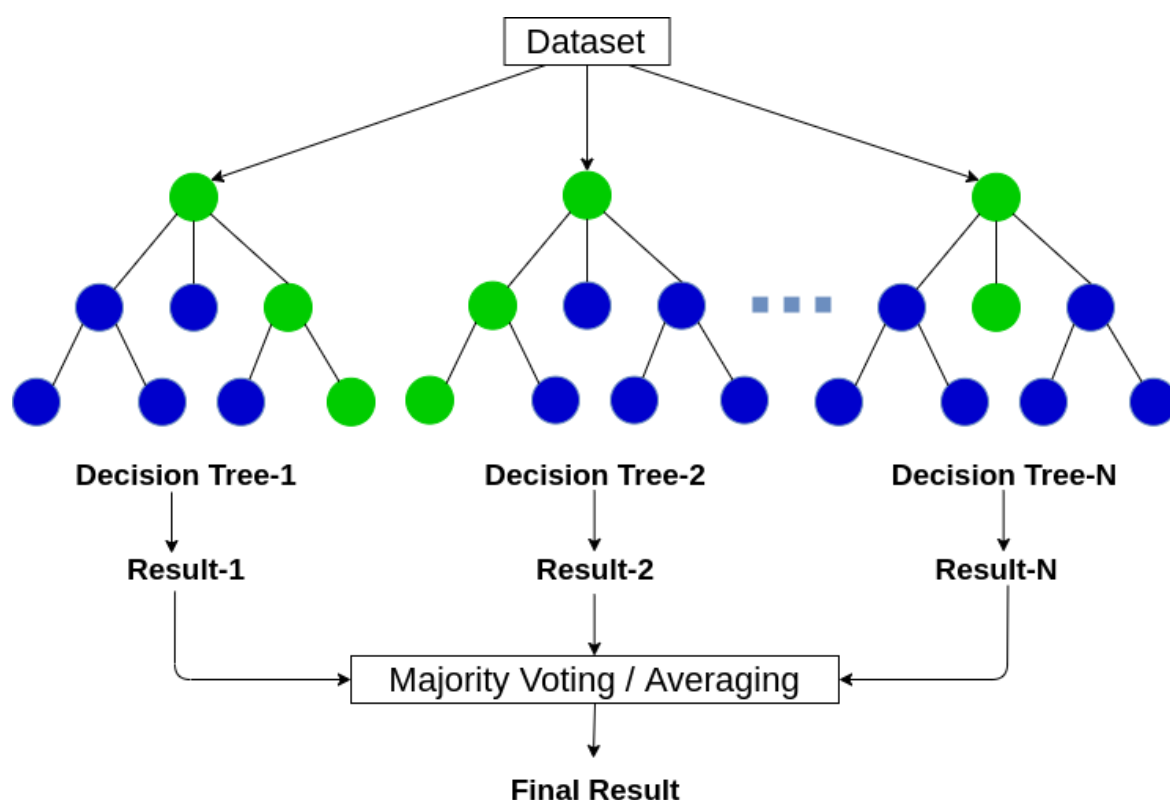 Dataset
Decision Tree-1
Decision Tree-2
Decision Tree-N
Result-1
Result-2
Result-N
Majority Voting / Averaging
Final Result